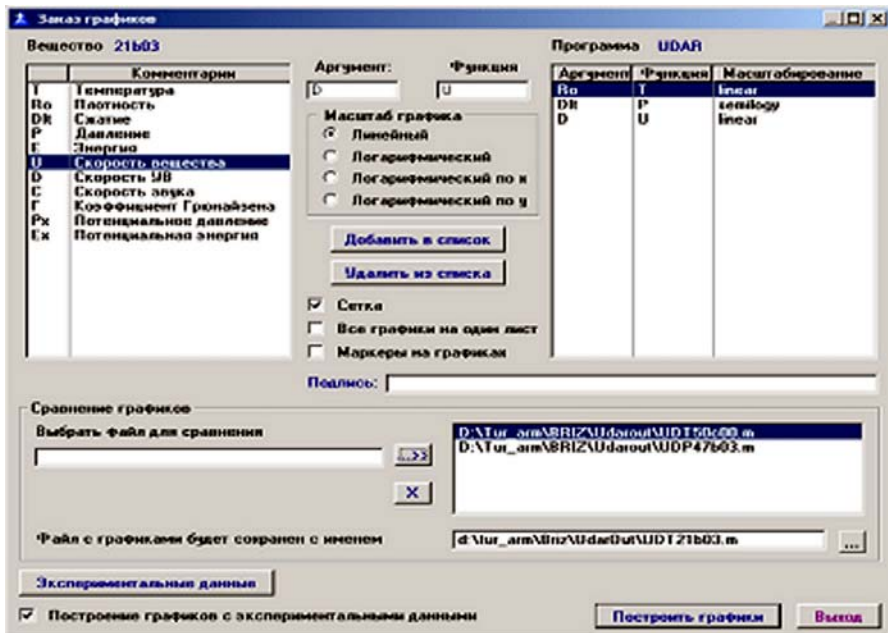 Заказ графиков
Вещество 21b03
Комментарии
T Температура
Ro Плотность
Dlt Сжатие
P Давление
E Энергия
U Скорость вещества
D Скорость УВ
C Скорость звука
Г Коэффициент Грюнайзена
Px Потенциальное давление
Ex Потенциальная энергия
Аргумент: Функция
D U
Масштаб графика
Линейный
Логарифмический
Логарифмический по x
Логарифмический по y
Добавить в список
Удалить из списка
Сетка
Все графики на один лист
Маркеры на графиках
Программа UDAR
Аргумент Функция Масштабирование
Ro T linear
Dlt P semilogy
D U linear
Подпись:
Сравнение графиков
Выбрать файл для сравнения
...>>
X
D:\Tur_arm\BRIZ\Udarout\UDT50c00.m
D:\Tur_arm\BRIZ\Udarout\UDP47b03.m
Файл с графиками будет сохранен с именем
d:\tur_arm\Briz\UdarOut\UDT21b03.m
...
Экспериментальные данные
Построение графиков с экспериментальными данными
Построить графики
Выход